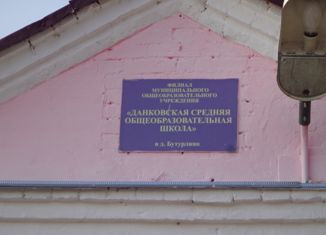 ФИЛИАЛ
МУНИЦИПАЛЬНОГО
ОБЩЕОБРАЗОВАТЕЛЬНОГО
УЧРЕЖДЕНИЯ
«ДАНКОВСКАЯ СРЕДНЯЯ
ОБЩЕОБРАЗОВАТЕЛЬНАЯ
ШКОЛА»
в д. Бутурлино